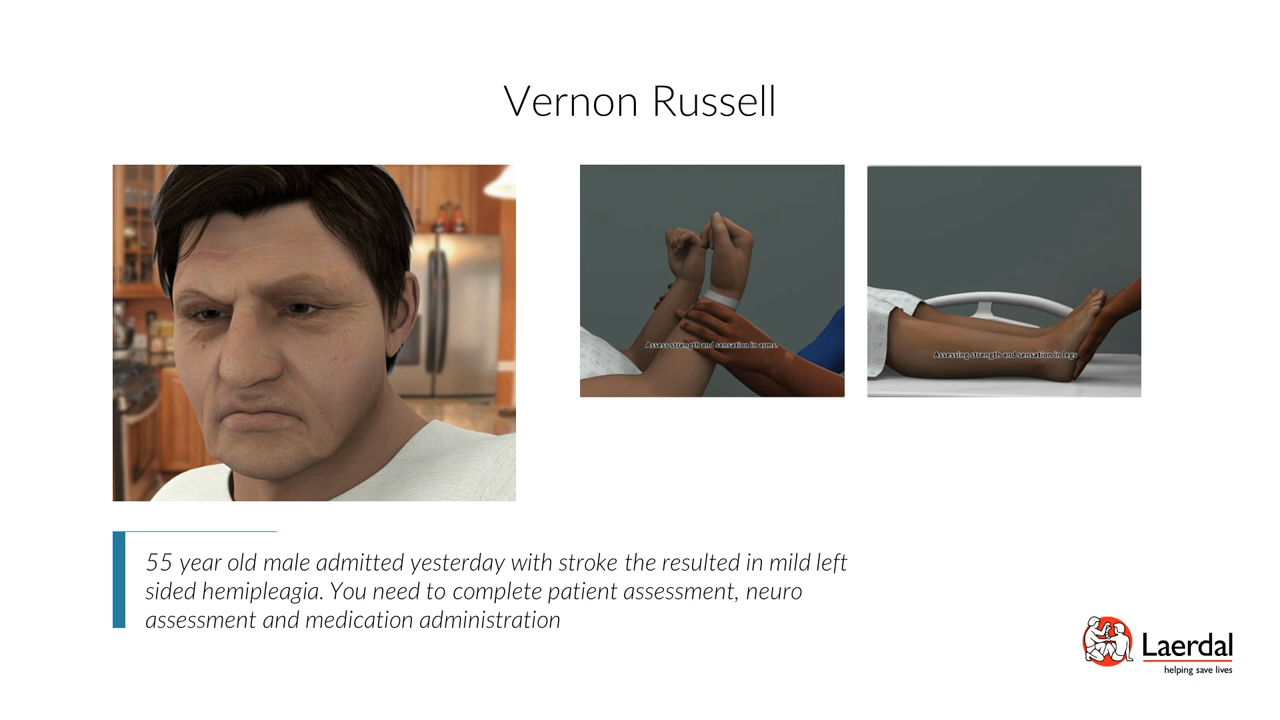 Vernon Russell
Assess strength and sensation in arms
Assessing strength and sensation in legs
55 year old male admitted yesterday with stroke the resulted in mild left
sided hemipleagia. You need to complete patient assessment, neuro
assessment and medication administration
Laerdal
helping save lives